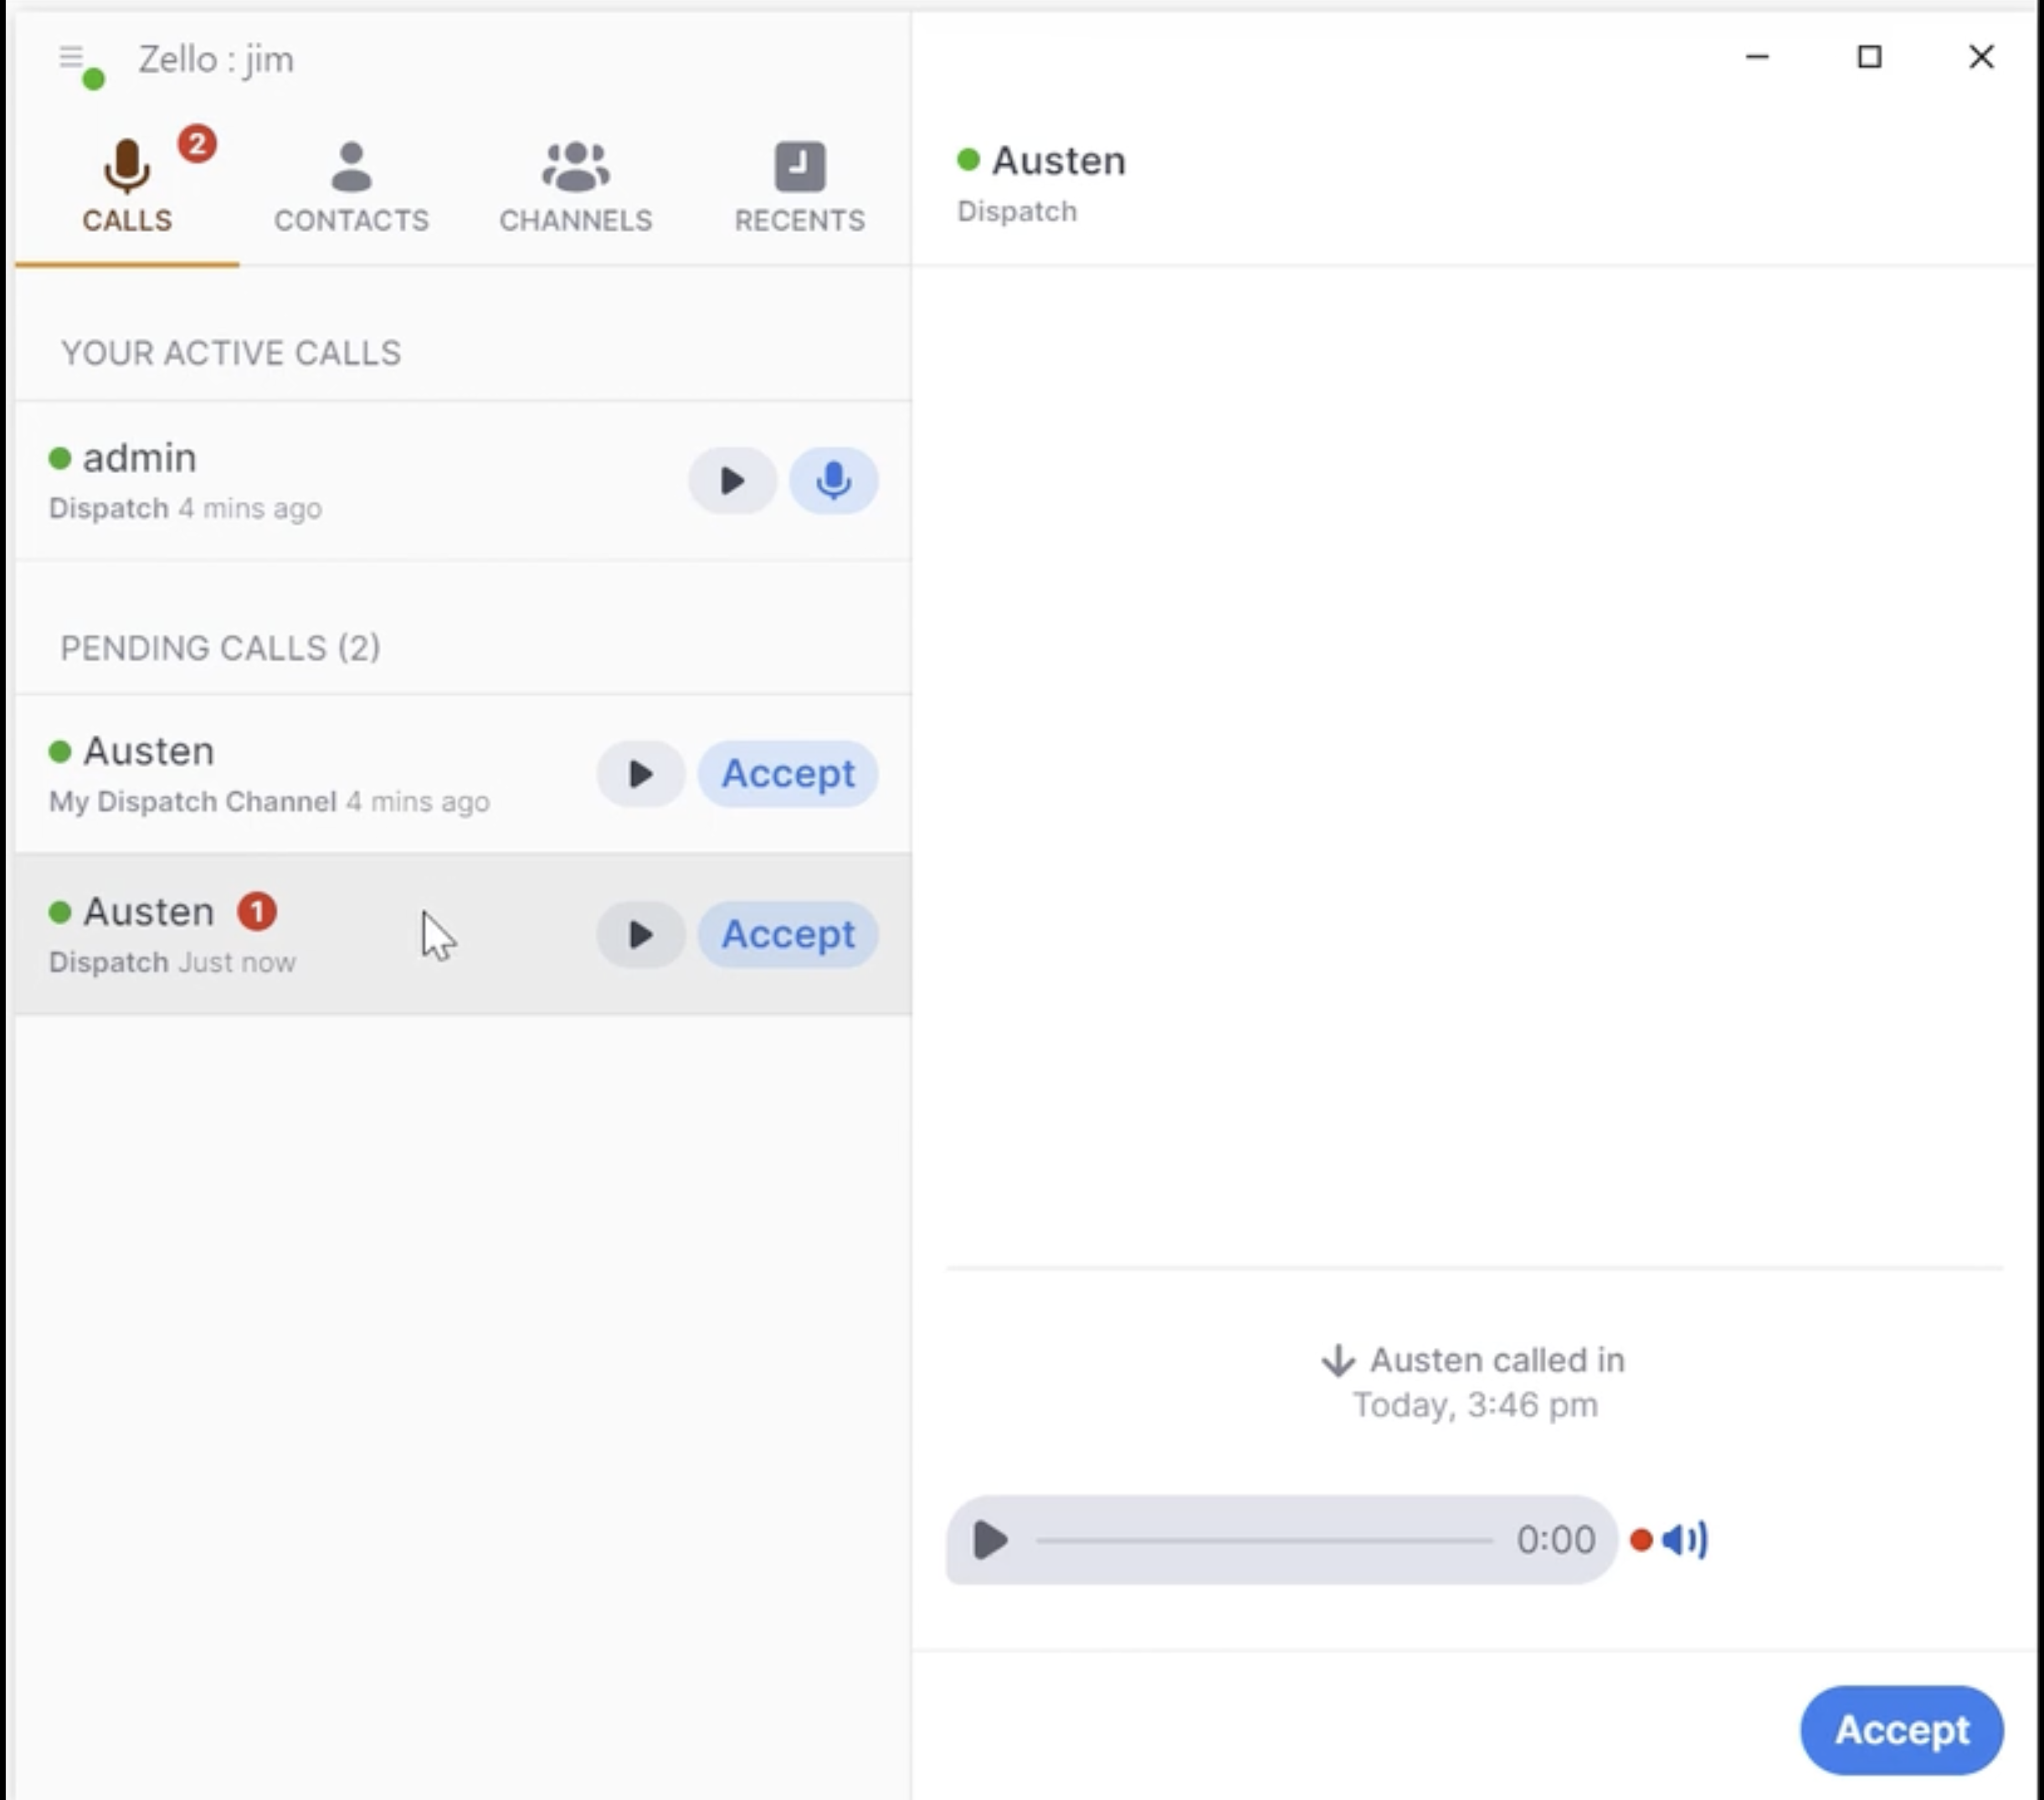 Zello : jim
2
CALLS
CONTACTS
CHANNELS
RECENTS
YOUR ACTIVE CALLS
admin
Dispatch 4 mins ago
PENDING CALLS (2)
Austen
My Dispatch Channel 4 mins ago
Accept
Austen 1
Dispatch Just now
Accept
Austen
Dispatch
Austen called in
Today, 3:46 pm
0:00
Accept